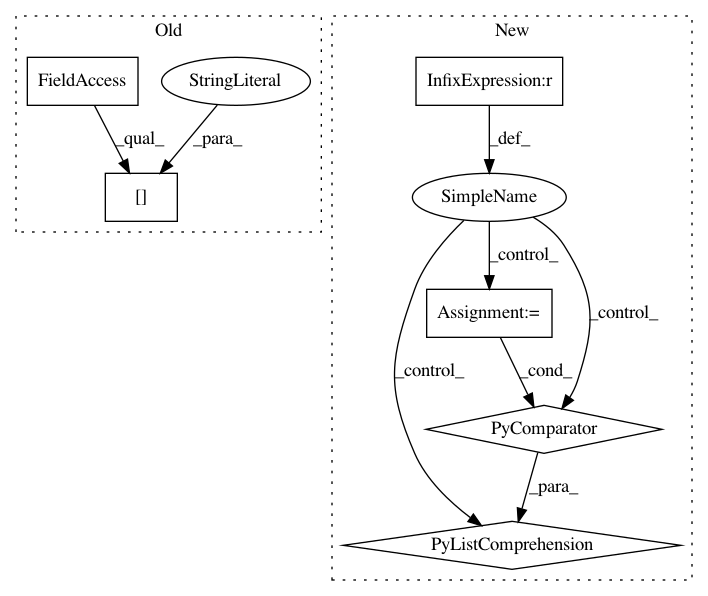 Old
New
FieldAccess
StringLiteral
InfixExpression:r
_qual_
_para_
_def_
[]
SimpleName
_control_
Assignment:=
_control_
_control_
_cond_
PyComparator
_para_
PyListComprehension